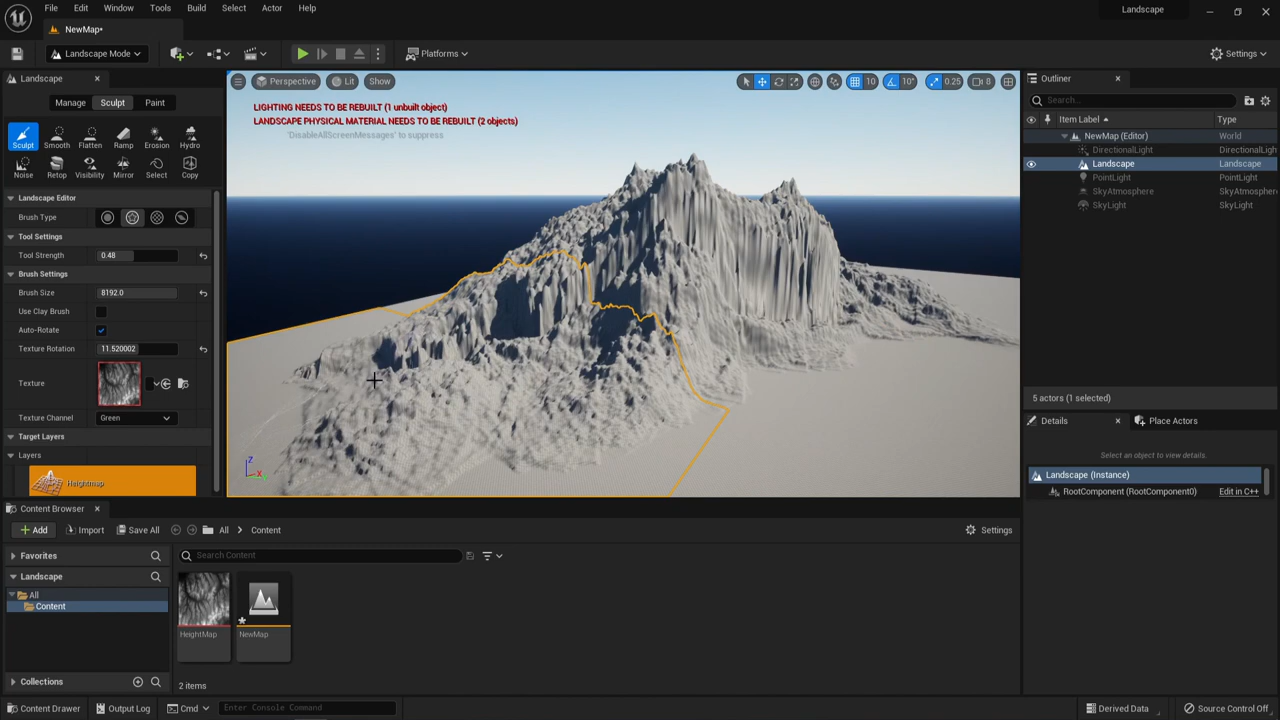 File Edit Window Tools Build Select Actor Help
Landscape
NewMap*
Landscape Mode
Platforms
Settings
Landscape
Manage Sculpt Paint
Sculpt Smooth Flatten Ramp Erosion Hydro
Noise Retop Visibility Mirror Select Copy
Landscape Editor
Brush Type
Tool Settings
Tool Strength 0.48
Brush Settings
Brush Size 8192.0
Use Clay Brush
Auto-Rotate
Texture Rotation 11.520002
Texture
Texture Channel Green
Target Layers
Layers
Heightmap
Perspective Lit Show
10 10° 0.25 8
LIGHTING NEEDS TO BE REBUILT (1 unbuilt object)
LANDSCAPE PHYSICAL MATERIAL NEEDS TO BE REBUILT (2 objects)
'DisableAllScreenMessages' to suppress
Z
X
Outliner
Search...
Item Label Type
NewMap (Editor) World
DirectionalLight DirectionalLigh
Landscape Landscape
PointLight PointLight
SkyAtmosphere SkyAtmosphere
SkyLight SkyLight
5 actors (1 selected)
Details Place Actors
Select an object to view details.
Landscape (Instance)
RootComponent (RootComponent0) Edit in C++
Content Browser
Add Import Save All All Content Settings
Favorites
Search Content
Landscape
All
Content
HeightMap NewMap
Collections
2 items
Content Drawer Output Log Cmd Enter Console Command
Derived Data Source Control Off